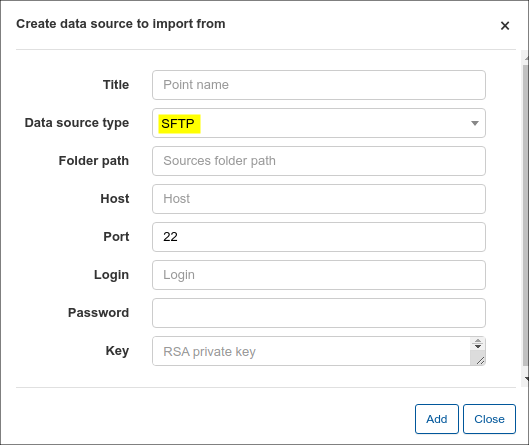 Create data source to import from ×
Title Point name
Data source type SFTP
Folder path Sources folder path
Host Host
Port 22
Login Login
Password
Key RSA private key
Add Close